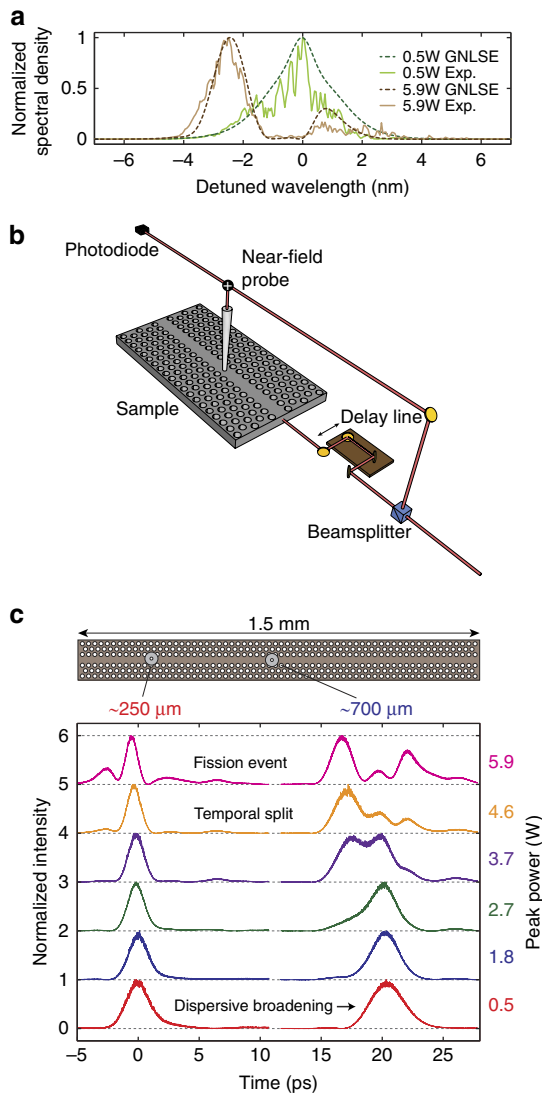 a
Normalized
spectral density
1
0.5
0
0.5W GNLSE
0.5W Exp.
5.9W GNLSE
5.9W Exp.
−6 −4 −2 0 2 4 6
Detuned wavelength (nm)
b
Photodiode
Near-field
probe
Sample
Delay line
Beamsplitter
c
1.5 mm
~250 μm ~700 μm
Normalized intensity
6
5
4
3
2
1
0
Fission event
Temporal split
Dispersive broadening
5.9
4.6
3.7
2.7
1.8
0.5
Peak power (W)
−5 0 5 10 15 20 25
Time (ps)